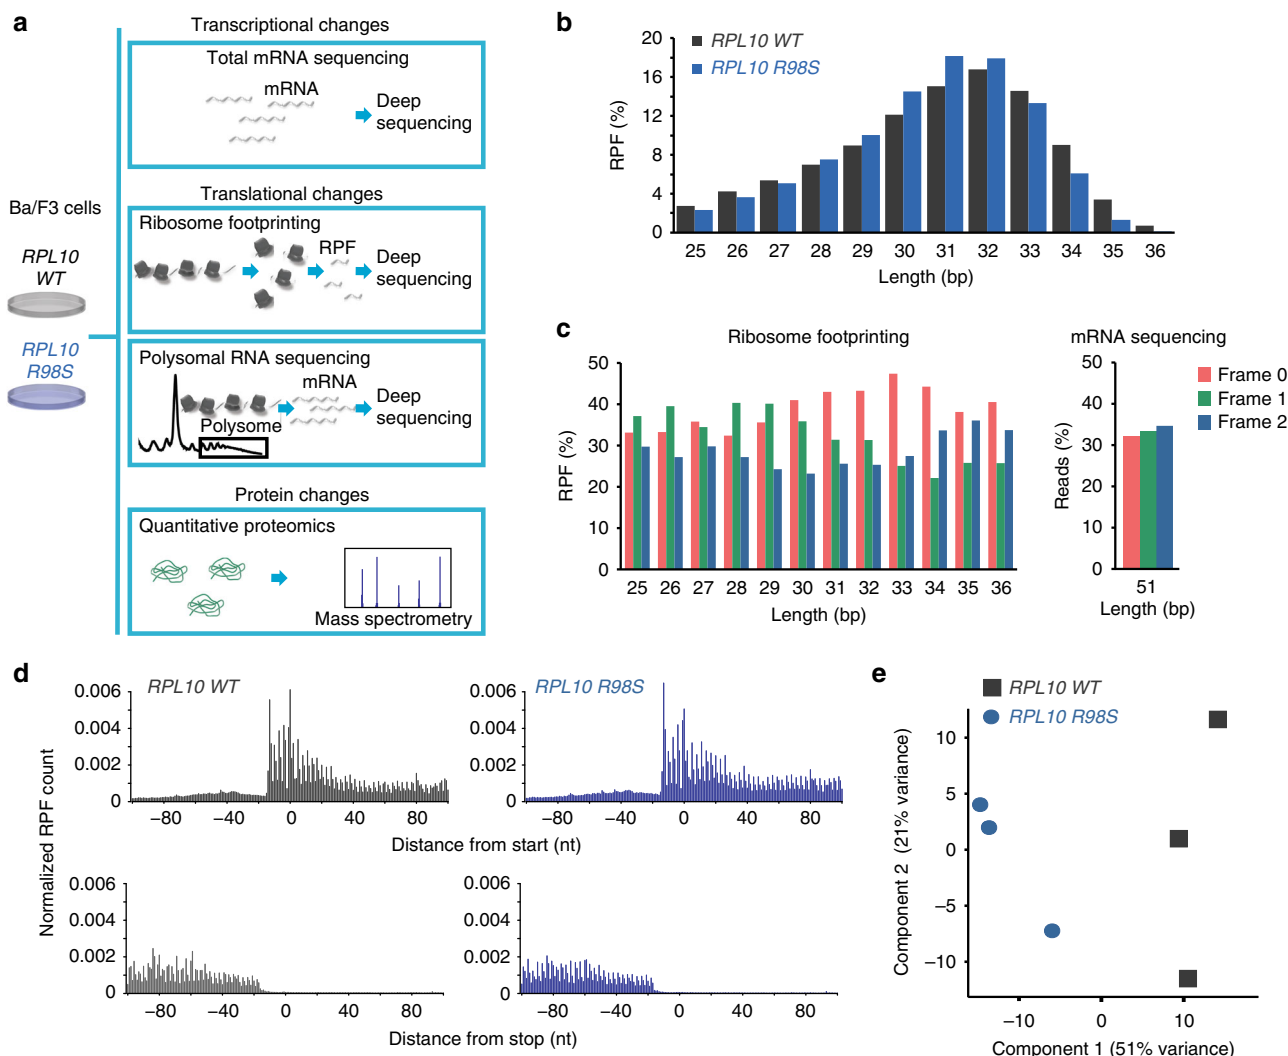 a
Transcriptional changes
Total mRNA sequencing
mRNA
Deep
sequencing
Translational changes
Ba/F3 cells
RPL10
WT
RPL10
R98S
Ribosome footprinting
RPF
Deep
sequencing
Polysomal RNA sequencing
mRNA
Deep
sequencing
Polysome
Protein changes
Quantitative proteomics
Mass spectrometry
b
RPL10 WT
RPL10 R98S
RPF (%)
20
16
12
8
4
0
25 26 27 28 29 30 31 32 33 34 35 36
Length (bp)
c
Ribosome footprinting
RPF (%)
50
40
30
20
10
0
25 26 27 28 29 30 31 32 33 34 35 36
Length (bp)
mRNA sequencing
Reads (%)
50
40
30
20
10
0
51
Length (bp)
Frame 0
Frame 1
Frame 2
d
Normalized RPF count
RPL10 WT
0.006
0.004
0.002
0
−80 −40 0 40 80
RPL10 R98S
0.006
0.004
0.002
0
−80 −40 0 40 80
Distance from start (nt)
0.006
0.004
0.002
0
−80 −40 0 40 80
0.006
0.004
0.002
0
−80 −40 0 40 80
Distance from stop (nt)
e
RPL10 WT
RPL10 R98S
Component 2 (21% variance)
10
5
0
−5
−10
−10 0 10
Component 1 (51% variance)